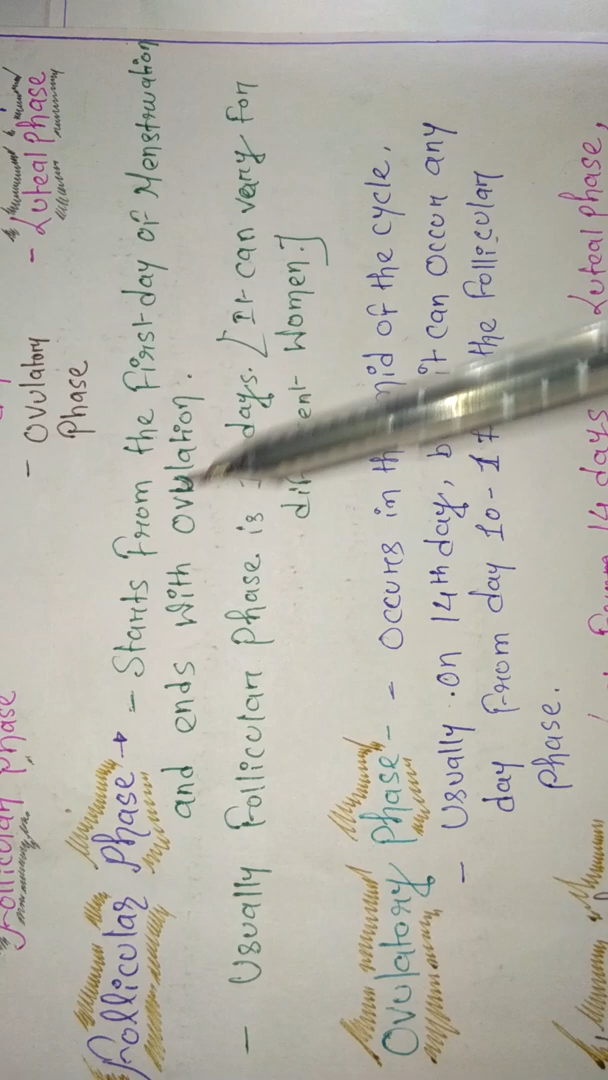 Follicular Phase
- Ovulatory Phase
- Luteal Phase
Follicular Phase → - Starts From the First day of Menstruation
and ends with ovulation.
- Usually Follicular phase is days. [It can vary For
Women.]
Ovulatory Phase - - Occurs in mid of the cycle,
- Usually on 14th day, it can occur any
day From day 10 - the Follicular
Phase.
From 14 days Luteal phase,